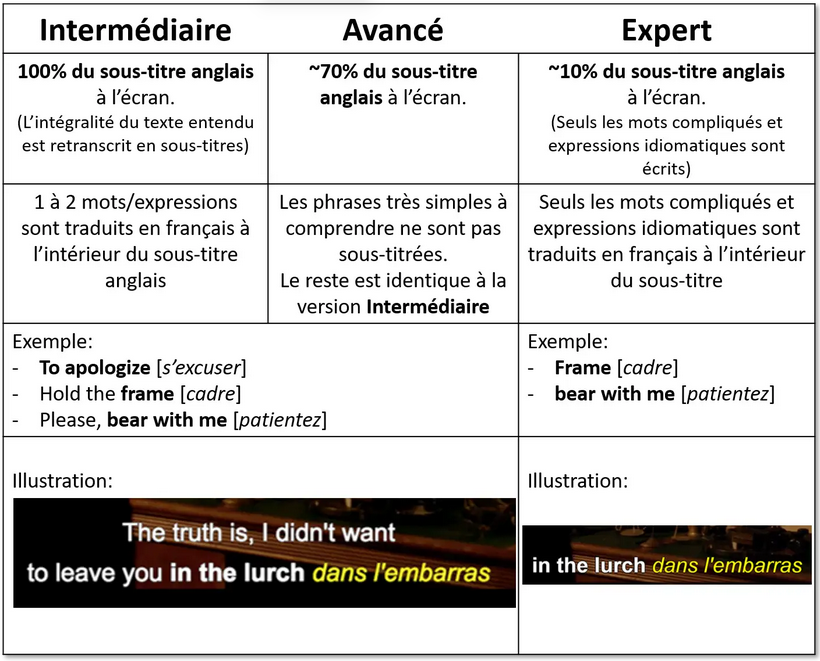 Intermédiaire
Avancé
Expert
100% du sous-titre anglais
à l'écran.
(L'intégralité du texte entendu
est retranscrit en sous-titres)
~70% du sous-titre
anglais à l'écran.
~10% du sous-titre anglais
à l'écran.
(Seuls les mots compliqués et
expressions idiomatiques sont
écrits)
1 à 2 mots/expressions
sont traduits en français à
l'intérieur du sous-titre
anglais
Les phrases très simples à
comprendre ne sont pas
sous-titrées.
Le reste est identique à la
version Intermédiaire
Seuls les mots compliqués et
expressions idiomatiques sont
traduits en français à l'intérieur
du sous-titre
Exemple:
- To apologize [s'excuser]
- Hold the frame [cadre]
- Please, bear with me [patientez]
Exemple:
- Frame [cadre]
- bear with me [patientez]
Illustration:
The truth is, I didn't want
to leave you in the lurch dans l'embarras
Illustration:
in the lurch dans l'embarras